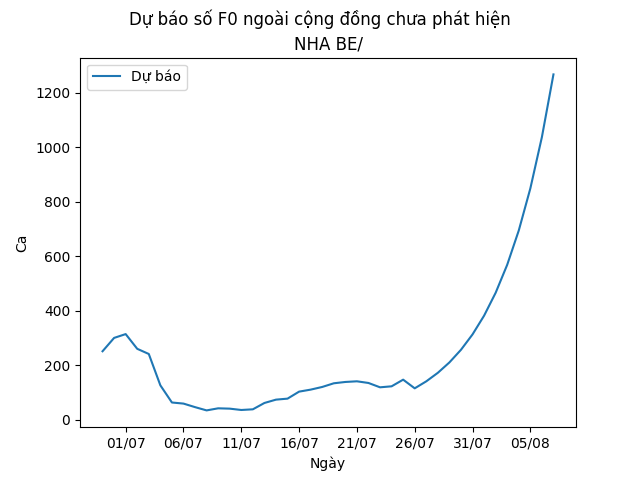 Dự báo số F0 ngoài cộng đồng chưa phát hiện
NHA BE/
Dự báo
1200
1000
800
600
400
200
0
Ca
01/07 06/07 11/07 16/07 21/07 26/07 31/07 05/08
Ngày